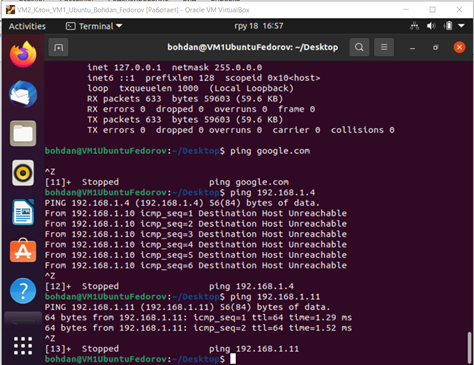 VM2_Клон_VM1_Ubuntu_Bohdan_Fedorov [Работает] - Oracle VM VirtualBox
Activities Terminal гру 18 16:57
bohdan@VM1UbuntuFedorov: ~/Desktop
inet 127.0.0.1 netmask 255.0.0.0
inet6 ::1 prefixlen 128 scopeid 0x10<host>
loop txqueuelen 1000 (Local Loopback)
RX packets 633 bytes 59603 (59.6 KB)
RX errors 0 dropped 0 overruns 0 frame 0
TX packets 633 bytes 59603 (59.6 KB)
TX errors 0 dropped 0 overruns 0 carrier 0 collisions 0
bohdan@VM1UbuntuFedorov:~/Desktop$ ping google.com
^Z
[11]+ Stopped ping google.com
bohdan@VM1UbuntuFedorov:~/Desktop$ ping 192.168.1.4
PING 192.168.1.4 (192.168.1.4) 56(84) bytes of data.
From 192.168.1.10 icmp_seq=1 Destination Host Unreachable
From 192.168.1.10 icmp_seq=2 Destination Host Unreachable
From 192.168.1.10 icmp_seq=3 Destination Host Unreachable
From 192.168.1.10 icmp_seq=4 Destination Host Unreachable
From 192.168.1.10 icmp_seq=5 Destination Host Unreachable
From 192.168.1.10 icmp_seq=6 Destination Host Unreachable
^Z
[12]+ Stopped ping 192.168.1.4
bohdan@VM1UbuntuFedorov:~/Desktop$ ping 192.168.1.11
PING 192.168.1.11 (192.168.1.11) 56(84) bytes of data.
64 bytes from 192.168.1.11: icmp_seq=1 ttl=64 time=1.29 ms
64 bytes from 192.168.1.11: icmp_seq=2 ttl=64 time=1.52 ms
^Z
[13]+ Stopped ping 192.168.1.11
bohdan@VM1UbuntuFedorov:~/Desktop$